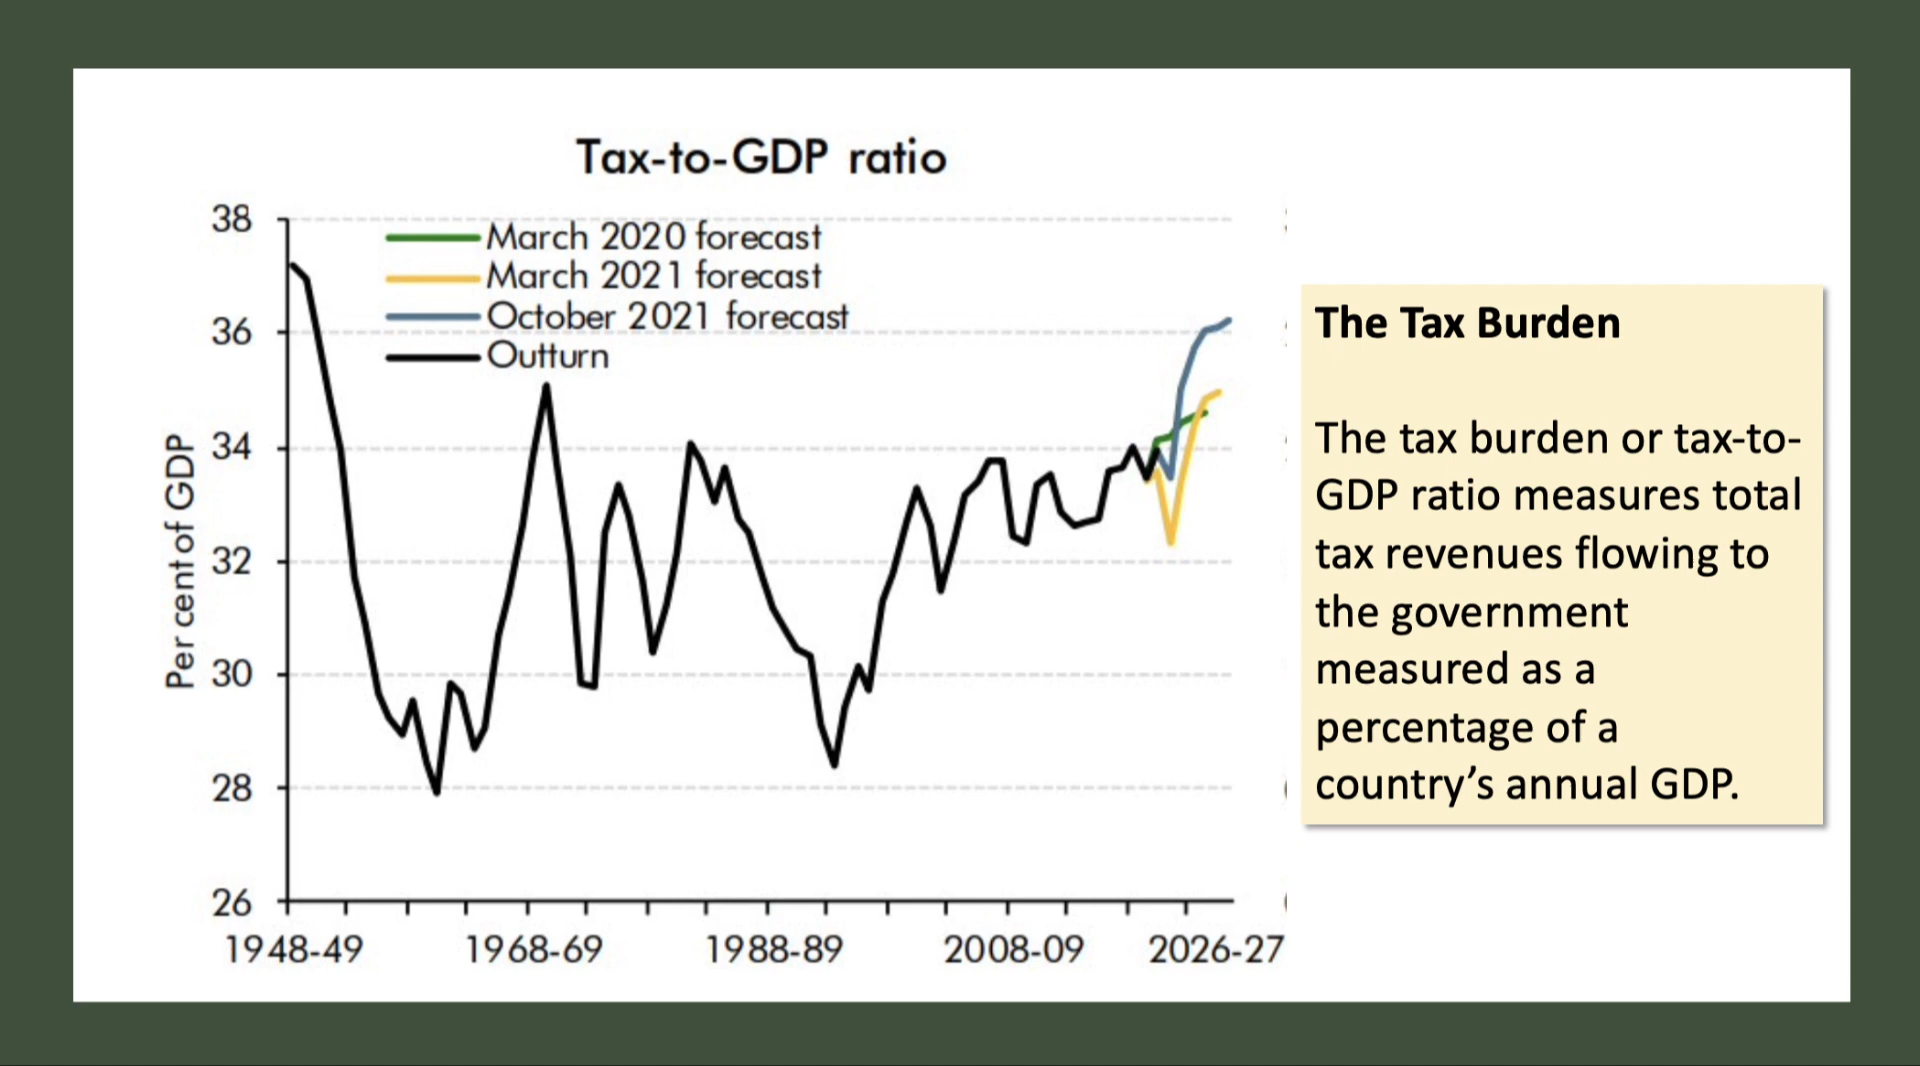 Tax-to-GDP ratio
38
March 2020 forecast
March 2021 forecast
36
October 2021 forecast
Outturn
34
32
30
28
26
Per cent of GDP
1948-49
1968-69
1988-89
2008-09
2026-27
The Tax Burden
The tax burden or tax-to-
GDP ratio measures total
tax revenues flowing to
the government
measured as a
percentage of a
country’s annual GDP.